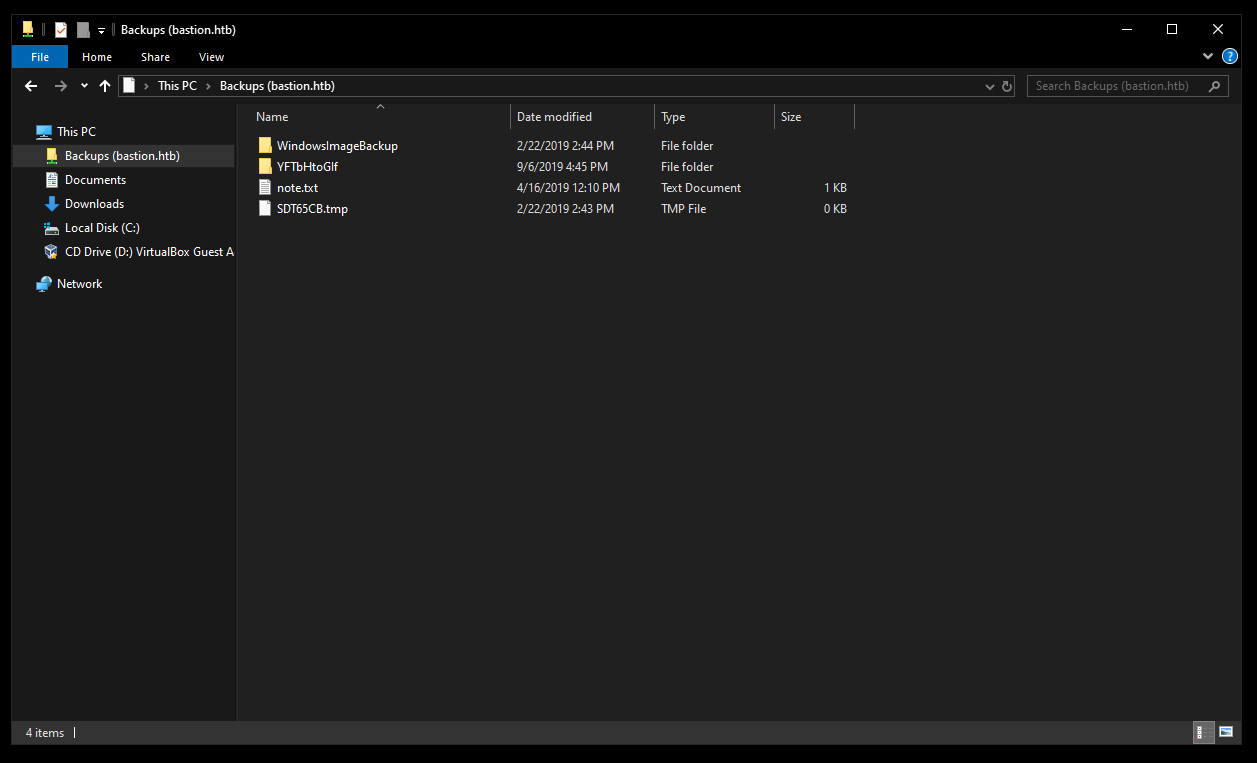 Backups (bastion.htb)
File Home Share View
This PC Backups (bastion.htb) Search Backups (bastion.htb)
Name Date modified Type Size
This PC
Backups (bastion.htb)
Documents
Downloads
Local Disk (C:)
CD Drive (D:) VirtualBox Guest A
Network
WindowsImageBackup 2/22/2019 2:44 PM File folder
YFTbHtoGlf 9/6/2019 4:45 PM File folder
note.txt 4/16/2019 12:10 PM Text Document 1 KB
SDT65CB.tmp 2/22/2019 2:43 PM TMP File 0 KB
4 items